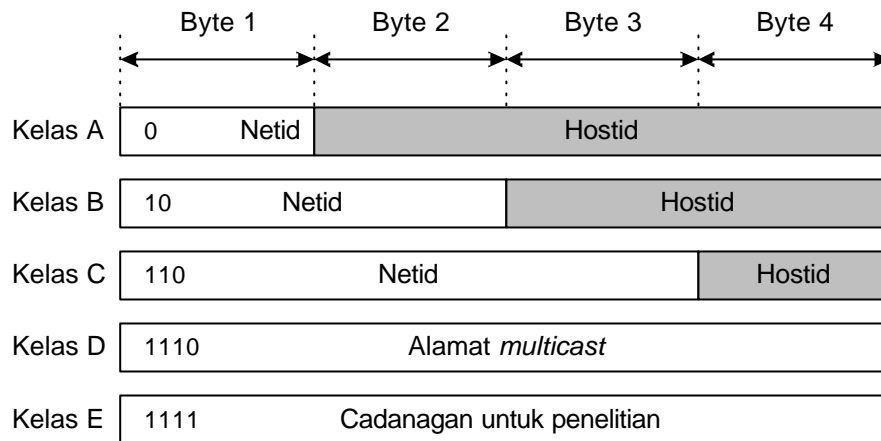 Byte 1 Byte 2 Byte 3 Byte 4
Kelas A 0 Netid Hostid
Kelas B 10 Netid Hostid
Kelas C 110 Netid Hostid
Kelas D 1110 Alamat multicast
Kelas E 1111 Cadanagan untuk penelitian